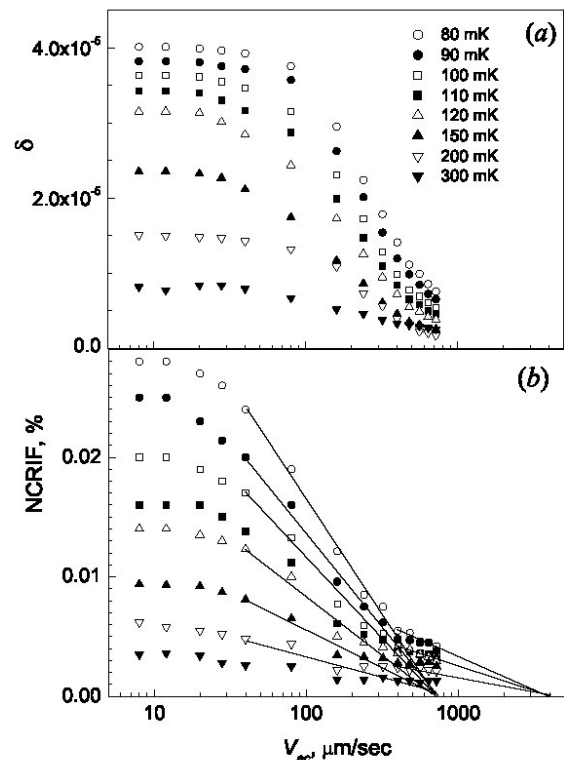 (a)
4.0x10⁻⁵
2.0x10⁻⁵
0.0
δ
80 mK
90 mK
100 mK
110 mK
120 mK
150 mK
200 mK
300 mK
(b)
0.02
0.01
0.00
NCRIF, %
10
100
1000
Vac, μm/sec